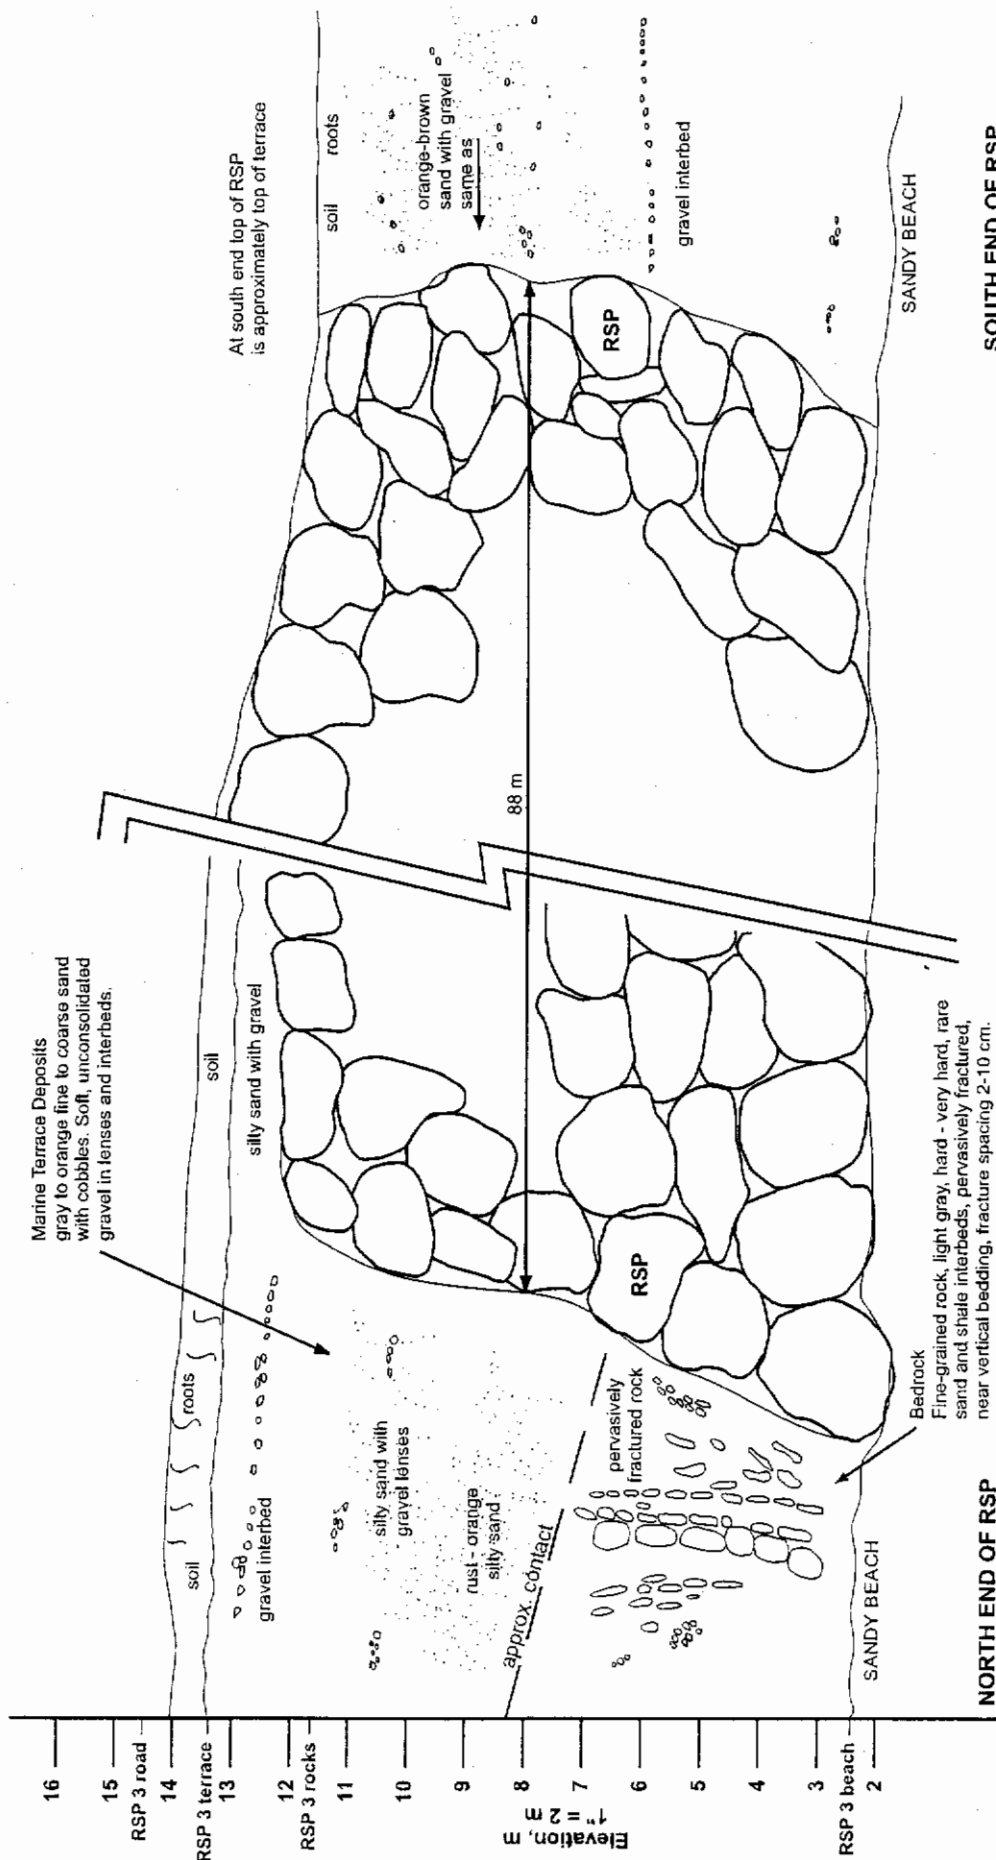 Marine Terrace Deposits
gray to orange fine to coarse sand
with cobbles. Soft, unconsolidated
gravel in lenses and interbeds.
At south end top of RSP
is approximately top of terrace
16
15
RSP 3 road
14
RSP 3 terrace
13
12
RSP 3 rocks
11
10
9
8
7
6
5
4
3
RSP 3 beach
2
Elevation, m
1" = 2 m
soil
roots
soil
soil
roots
gravel interbed
silty sand with gravel
silty sand with
gravel lenses
rust - orange
silty sand
approx. contact
pervasively
fractured rock
RSP
88 m
RSP
orange-brown
sand with gravel
same as
gravel interbed
SANDY BEACH
SANDY BEACH
Bedrock
Fine-grained rock, light gray, hard - very hard, rare
sand and shale interbeds, pervasively fractured,
near vertical bedding, fracture spacing 2-10 cm.
NORTH END OF RSP
SOUTH END OF RSP